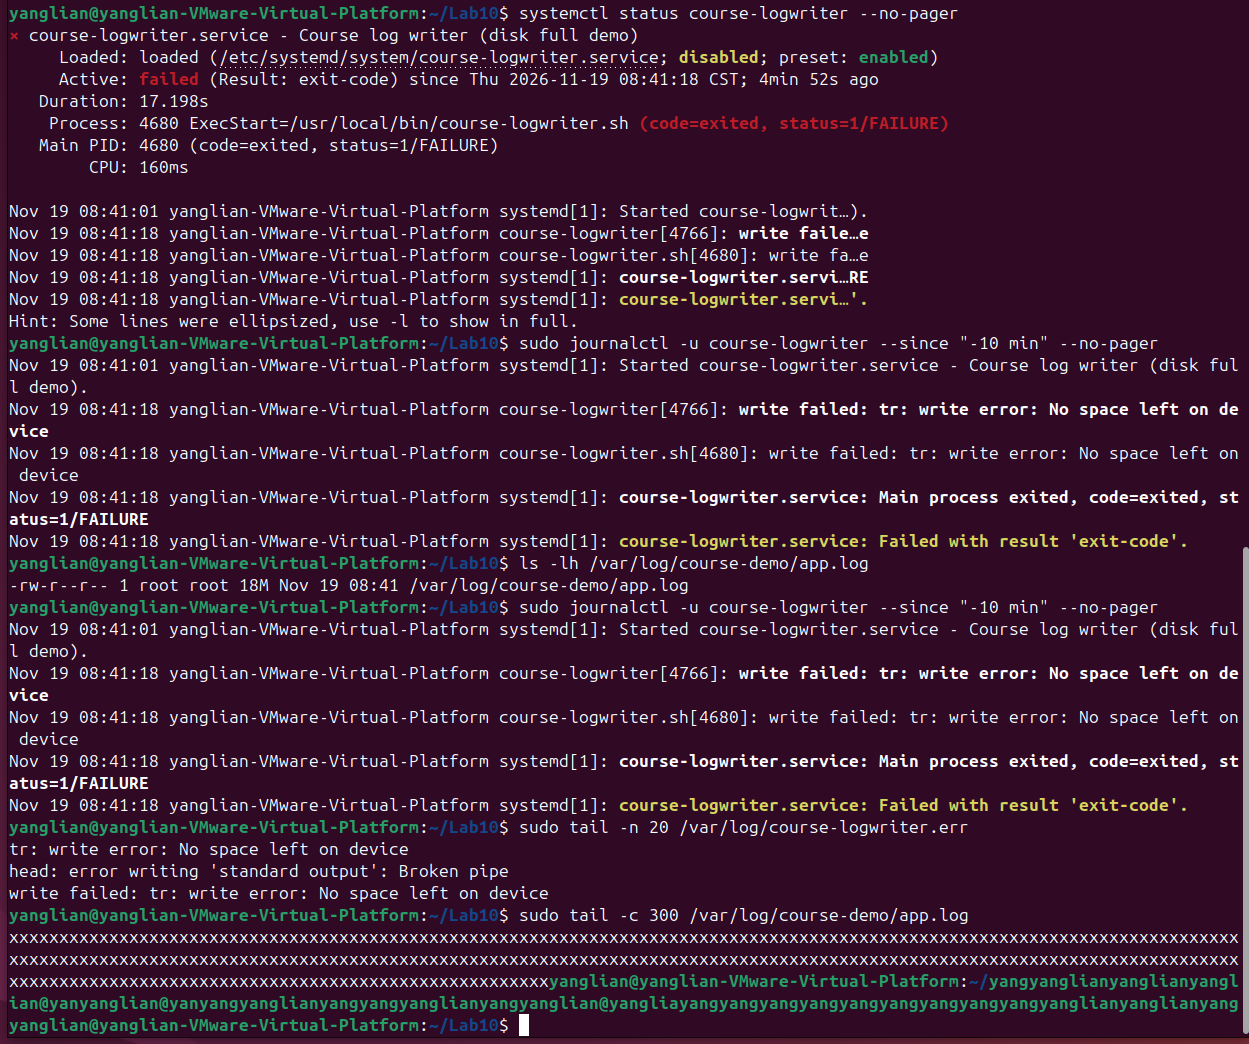 yanglian@yanglian-VMware-Virtual-Platform:~/Lab10$ systemctl status course-logwriter --no-pager
× course-logwriter.service - Course log writer (disk full demo)
     Loaded: loaded (/etc/systemd/system/course-logwriter.service; disabled; preset: enabled)
     Active: failed (Result: exit-code) since Thu 2026-11-19 08:41:18 CST; 4min 52s ago
   Duration: 17.198s
    Process: 4680 ExecStart=/usr/local/bin/course-logwriter.sh (code=exited, status=1/FAILURE)
   Main PID: 4680 (code=exited, status=1/FAILURE)
        CPU: 160ms
Nov 19 08:41:01 yanglian-VMware-Virtual-Platform systemd[1]: Started course-logwrit…).
Nov 19 08:41:18 yanglian-VMware-Virtual-Platform course-logwriter[4766]: write faile…e
Nov 19 08:41:18 yanglian-VMware-Virtual-Platform course-logwriter.sh[4680]: write fa…e
Nov 19 08:41:18 yanglian-VMware-Virtual-Platform systemd[1]: course-logwriter.servi…RE
Nov 19 08:41:18 yanglian-VMware-Virtual-Platform systemd[1]: course-logwriter.servi…'.
Hint: Some lines were ellipsized, use -l to show in full.
yanglian@yanglian-VMware-Virtual-Platform:~/Lab10$ sudo journalctl -u course-logwriter --since "-10 min" --no-pager
Nov 19 08:41:01 yanglian-VMware-Virtual-Platform systemd[1]: Started course-logwriter.service - Course log writer (disk ful
l demo).
Nov 19 08:41:18 yanglian-VMware-Virtual-Platform course-logwriter[4766]: write failed: tr: write error: No space left on de
vice
Nov 19 08:41:18 yanglian-VMware-Virtual-Platform course-logwriter.sh[4680]: write failed: tr: write error: No space left on
 device
Nov 19 08:41:18 yanglian-VMware-Virtual-Platform systemd[1]: course-logwriter.service: Main process exited, code=exited, st
atus=1/FAILURE
Nov 19 08:41:18 yanglian-VMware-Virtual-Platform systemd[1]: course-logwriter.service: Failed with result 'exit-code'.
yanglian@yanglian-VMware-Virtual-Platform:~/Lab10$ ls -lh /var/log/course-demo/app.log
-rw-r--r-- 1 root root 18M Nov 19 08:41 /var/log/course-demo/app.log
yanglian@yanglian-VMware-Virtual-Platform:~/Lab10$ sudo journalctl -u course-logwriter --since "-10 min" --no-pager
Nov 19 08:41:01 yanglian-VMware-Virtual-Platform systemd[1]: Started course-logwriter.service - Course log writer (disk ful
l demo).
Nov 19 08:41:18 yanglian-VMware-Virtual-Platform course-logwriter[4766]: write failed: tr: write error: No space left on de
vice
Nov 19 08:41:18 yanglian-VMware-Virtual-Platform course-logwriter.sh[4680]: write failed: tr: write error: No space left on
 device
Nov 19 08:41:18 yanglian-VMware-Virtual-Platform systemd[1]: course-logwriter.service: Main process exited, code=exited, st
atus=1/FAILURE
Nov 19 08:41:18 yanglian-VMware-Virtual-Platform systemd[1]: course-logwriter.service: Failed with result 'exit-code'.
yanglian@yanglian-VMware-Virtual-Platform:~/Lab10$ sudo tail -n 20 /var/log/course-logwriter.err
tr: write error: No space left on device
head: error writing 'standard output': Broken pipe
write failed: tr: write error: No space left on device
yanglian@yanglian-VMware-Virtual-Platform:~/Lab10$ sudo tail -c 300 /var/log/course-demo/app.log
xxxxxxxxxxxxxxxxxxxxxxxxxxxxxxxxxxxxxxxxxxxxxxxxxxxxxxxxxxxxxxxxxxxxxxxxxxxxxxxxxxxxxxxxxxxxxxxxxxxxxxxxxxxxxxxxxxxxxxxxxxx
xxxxxxxxxxxxxxxxxxxxxxxxxxxxxxxxxxxxxxxxxxxxxxxxxxxxxxxxxxxxxxxxxxxxxxxxxxxxxxxxxxxxxxxxxxxxxxxxxxxxxxxxxxxxxxxxxxxxxxxxxxx
xxxxxxxxxxxxxxxxxxxxxxxxxxxxxxxxxxxxxxxxxxxxxxxxxxxxxxyanglian@yanglian-VMware-Virtual-Platform:~/yangyanglianyanglianyangl
ian@yanyanglian@yanyangyanglianyangyangyanglianyangyanglian@yangliayangyangyangyangyangyangyangyangyangyanglianyanglianyang
yanglian@yanglian-VMware-Virtual-Platform:~/Lab10$